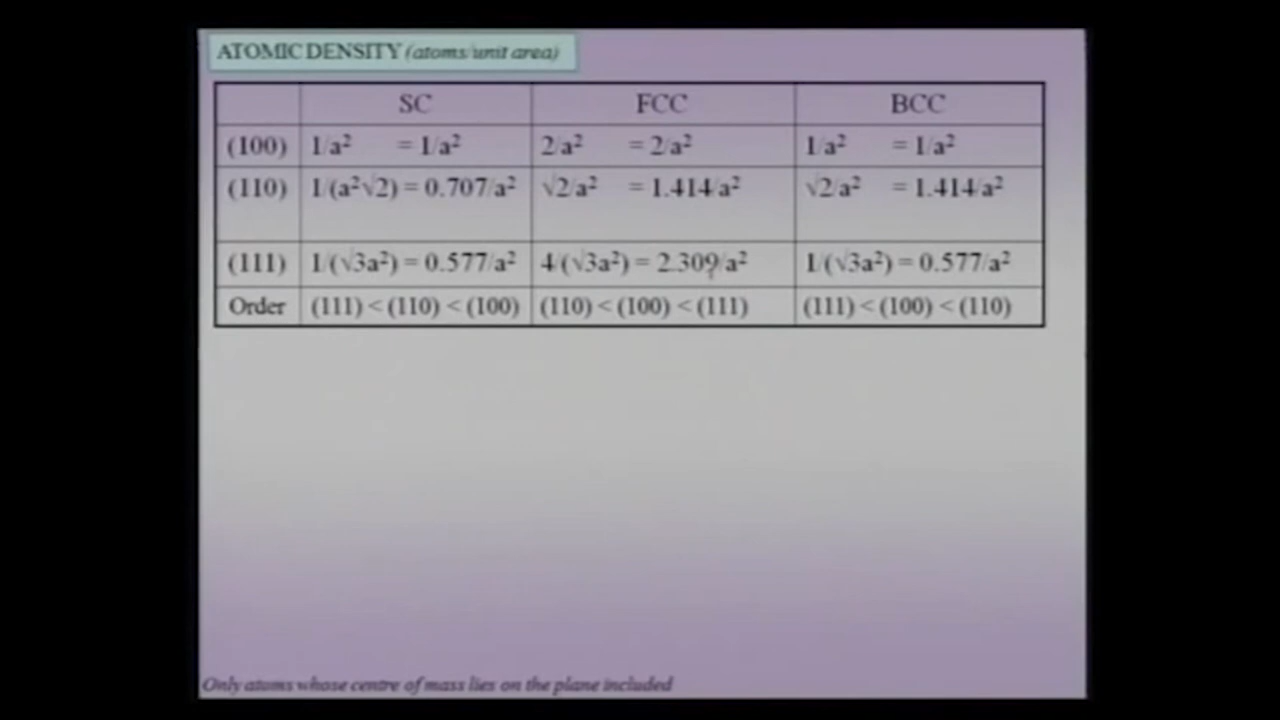 ATOMIC DENSITY (atoms/unit area)
SC FCC BCC
(100) 1/a² = 1/a² 2/a² = 2/a² 1/a² = 1/a²
(110) 1/(a²√2) = 0.707/a² √2/a² = 1.414/a² √2/a² = 1.414/a²
(111) 1/(√3a²) = 0.577/a² 4/(√3a²) = 2.309/a² 1/(√3a²) = 0.577/a²
Order (111) < (110) < (100) (110) < (100) < (111) (111) < (100) < (110)
Only atoms whose centre of mass lies on the plane included